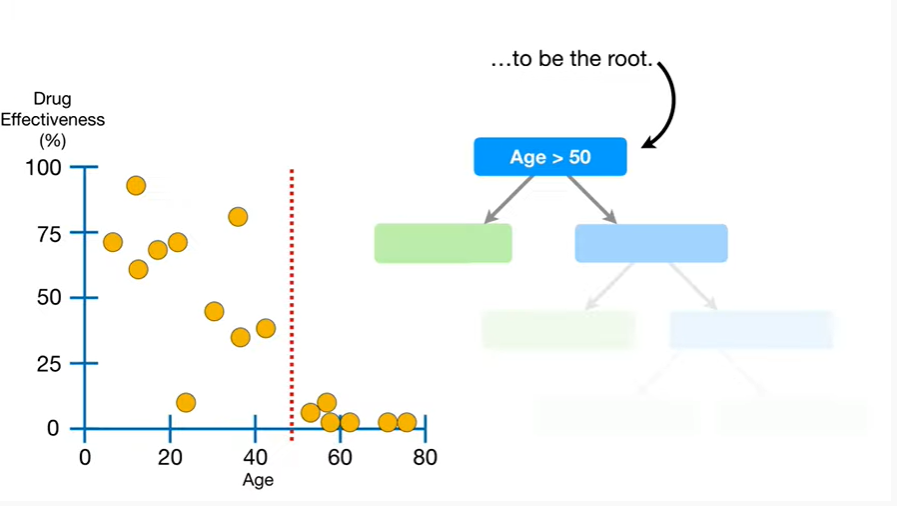 ...to be the root.
Drug
Effectiveness
(%)
Age > 50
100
75
50
25
0
0 20 40 60 80
Age